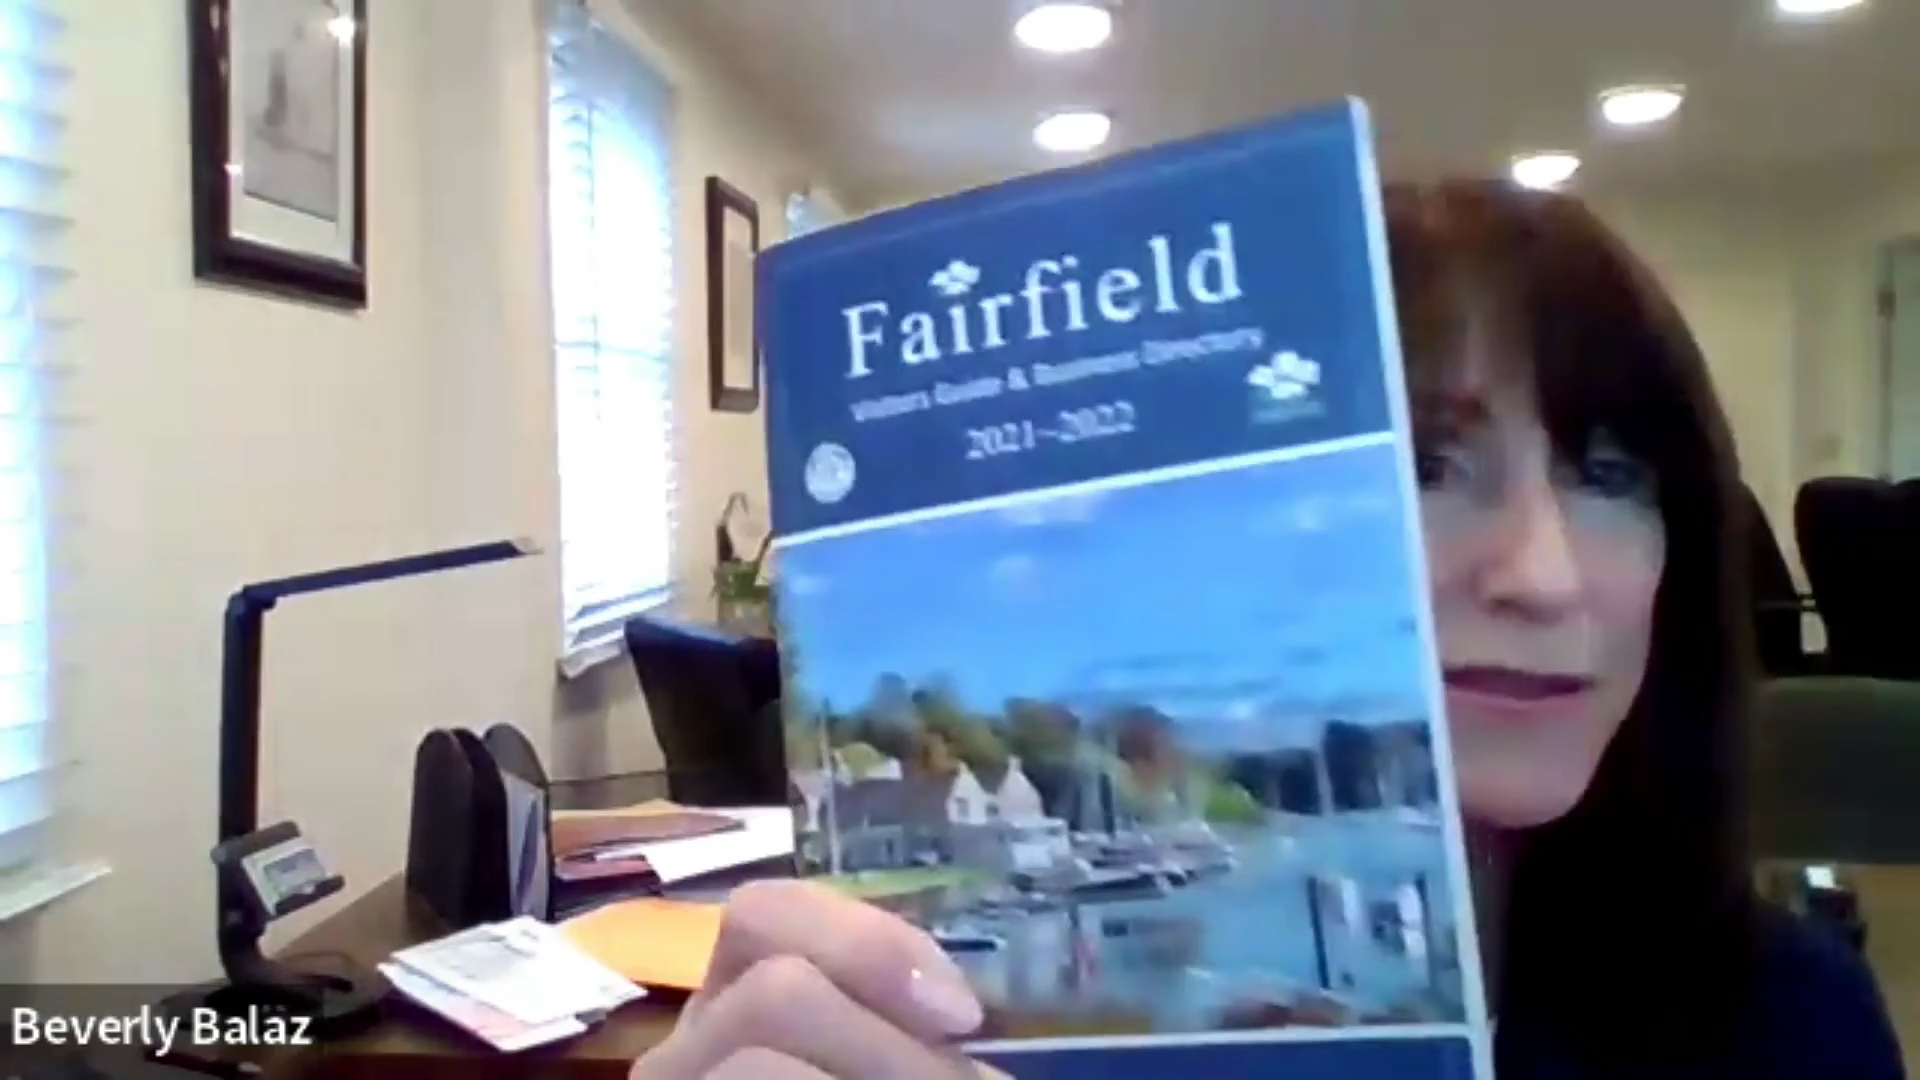 Fairfield
Visitors Guide & Business Directory
2021~2022
Beverly Balaz